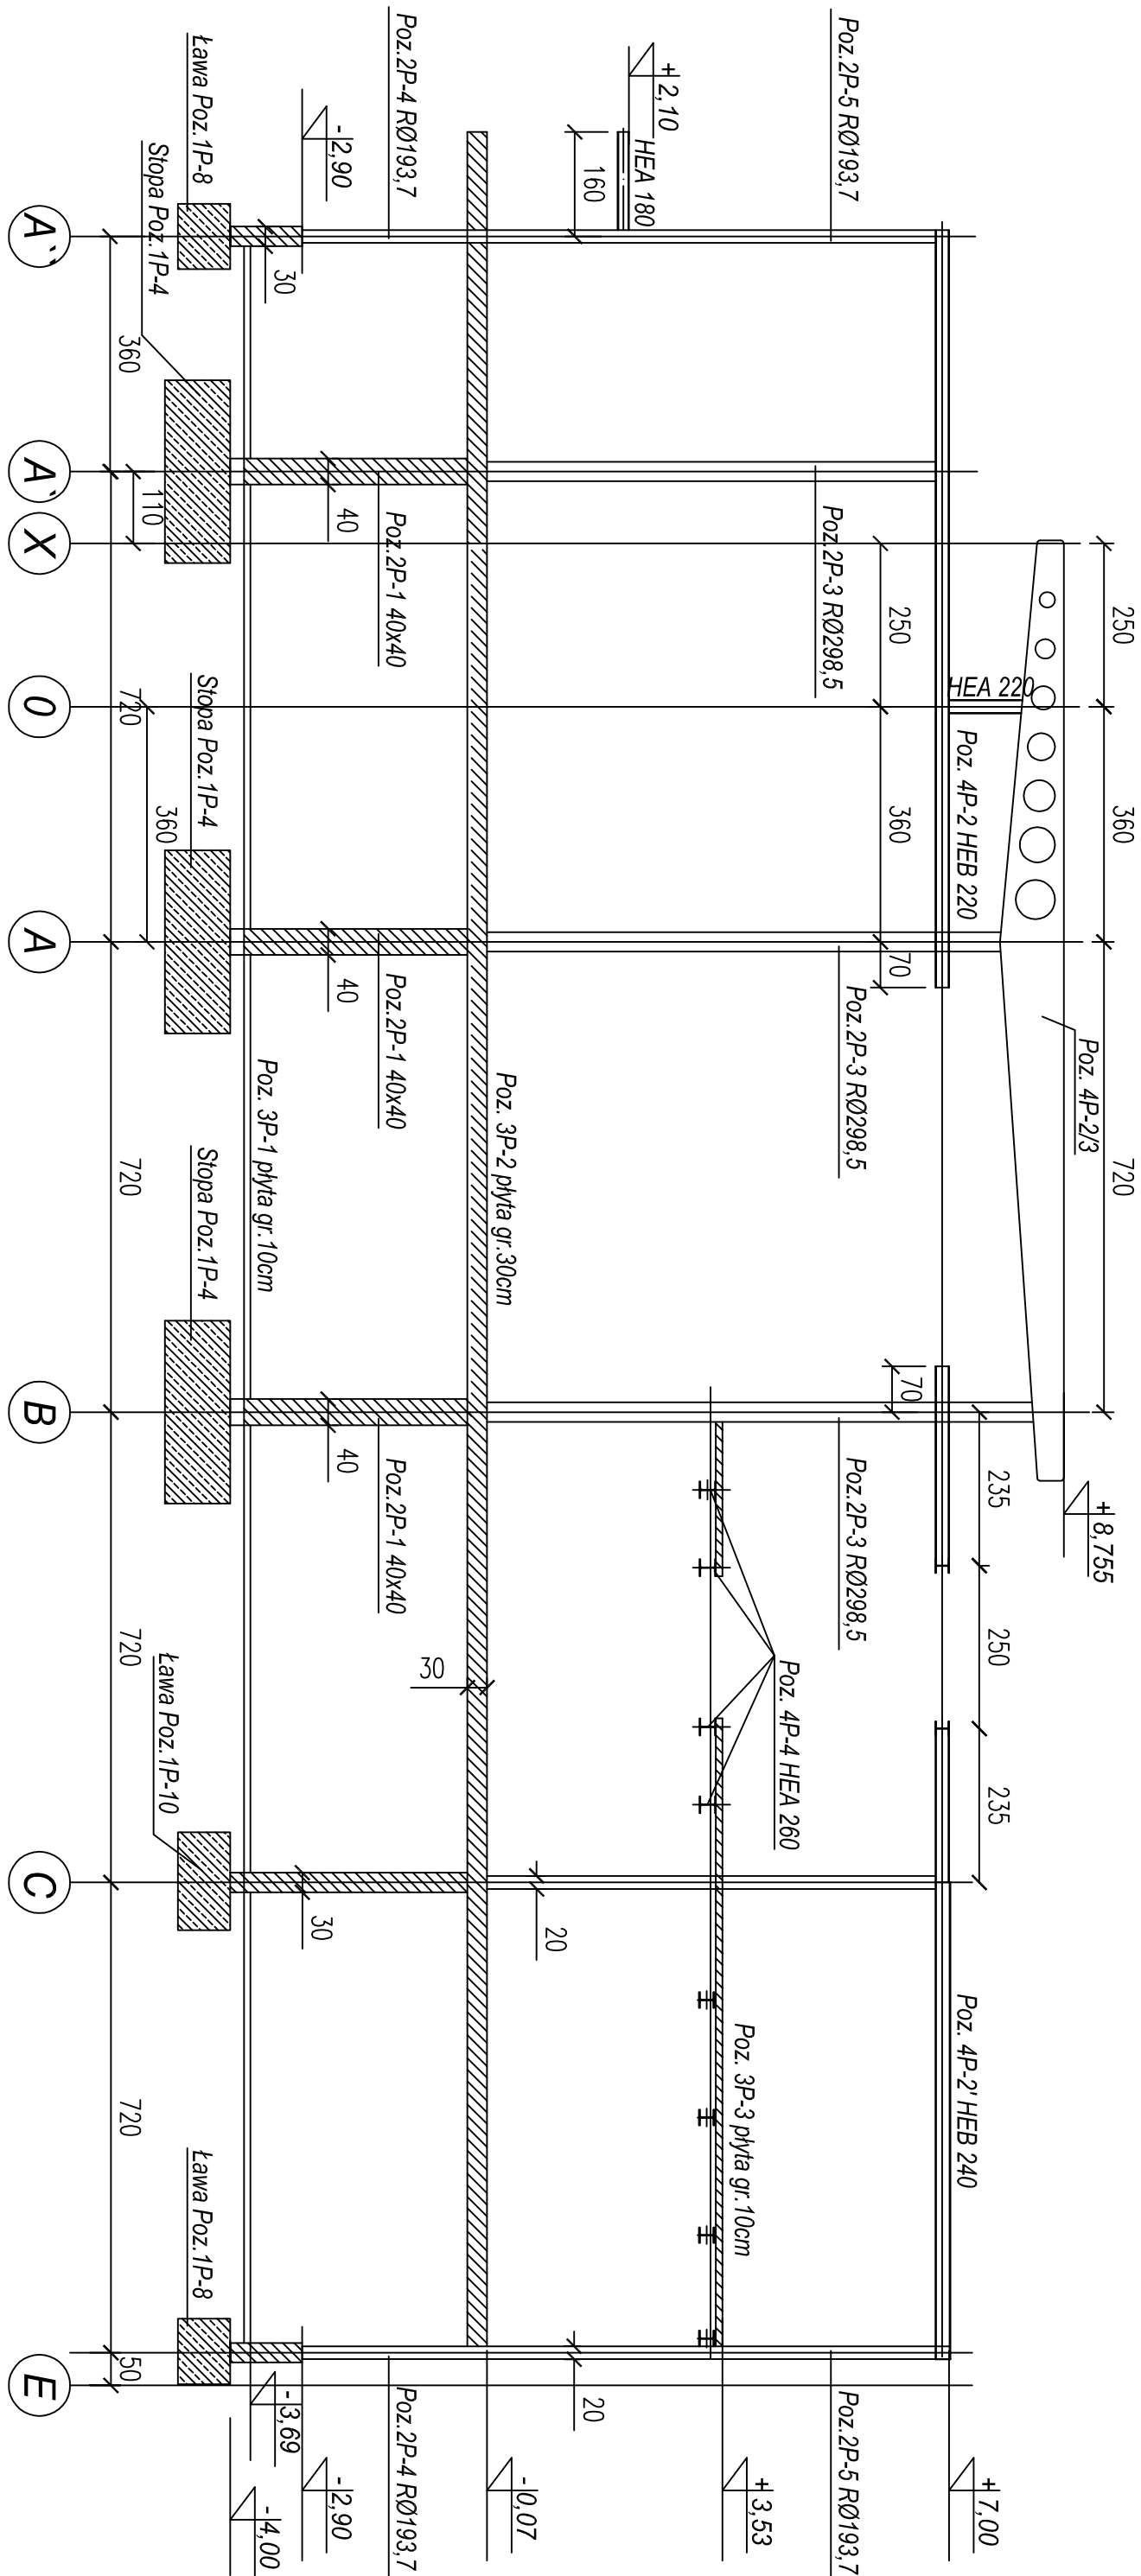 250
360
720
Poz. 4P-2/3
+8,755
HEA 220
Poz. 4P-2 HEB 220
235
250
235
Poz. 4P-2' HEB 240
+7,00
250
360
70
70
Poz.2P-5 RØ193,7
Poz.2P-3 RØ298,5
Poz.2P-3 RØ298,5
Poz.2P-3 RØ298,5
Poz.2P-5 RØ193,7
Poz. 4P-4 HEA 260
Poz. 3P-3 płyta gr.10cm
+3,53
+2,10
HEA 180
160
20
20
Poz. 3P-2 płyta gr.30cm
-0,07
30
Poz.2P-4 RØ193,7
Poz.2P-1 40x40
Poz.2P-1 40x40
Poz.2P-1 40x40
Poz.2P-4 RØ193,7
-2,90
40
40
40
30
-2,90
30
Poz. 3P-1 płyta gr.10cm
-3,69
-4,00
Ława Poz.1P-8
Stopa Poz.1P-4
Stopa Poz.1P-4
Stopa Poz.1P-4
Ława Poz.1P-10
Ława Poz.1P-8
360
110
720
360
720
720
720
50
A``
A`
X
0
A
B
C
E